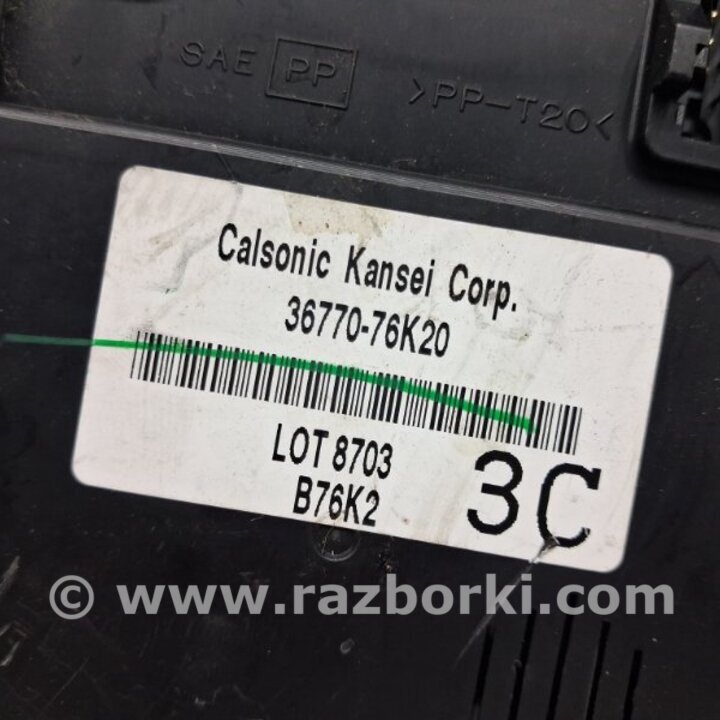 SAE PP >PP-T20<
Calsonic Kansei Corp.
36770-76K20
LOT 8703
B76K2
3C
© www.razborki.com